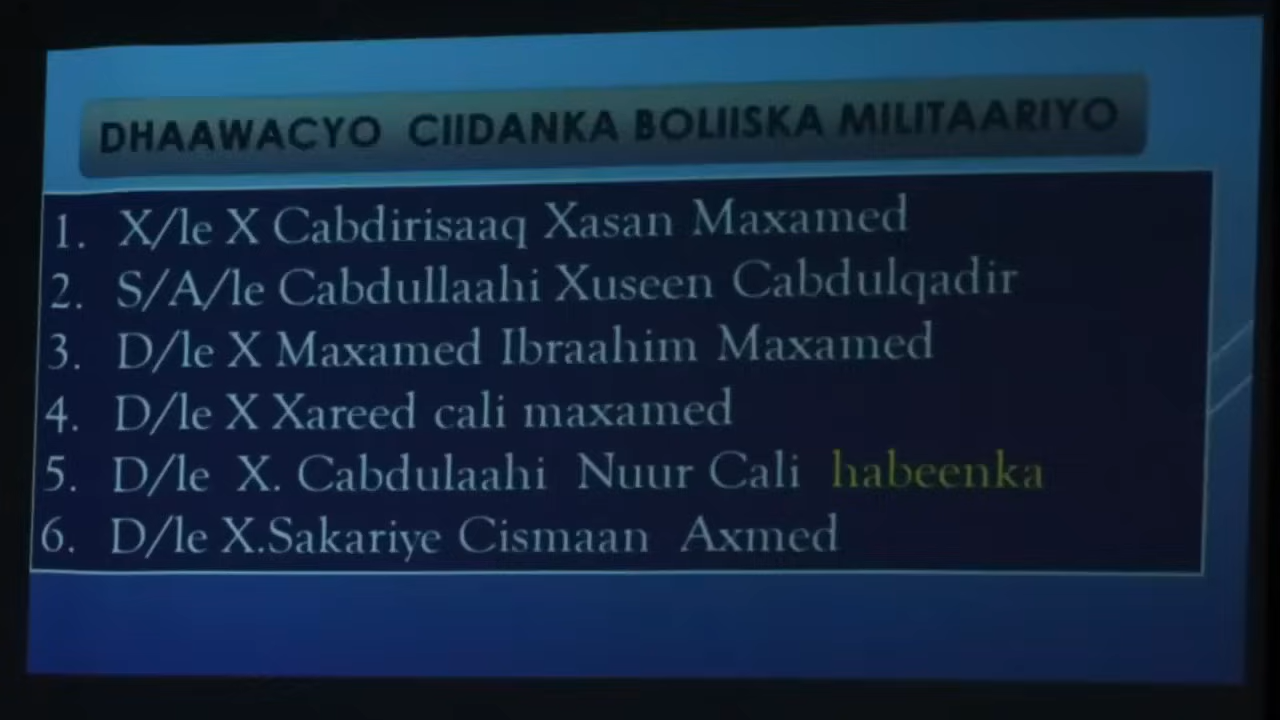 DHAAWACYO CIIDANKA BOLIISKA MILITAARIYO
1. X/le X Cabdirisaaq Xasan Maxamed
2. S/A/le Cabdullaahi Xuseen Cabdulqadir
3. D/le X Maxamed Ibraahim Maxamed
4. D/le X Xareed cali maxamed
5. D/le X. Cabdulaahi Nuur Cali habeenka
6. D/le X.Sakariye Cismaan Axmed